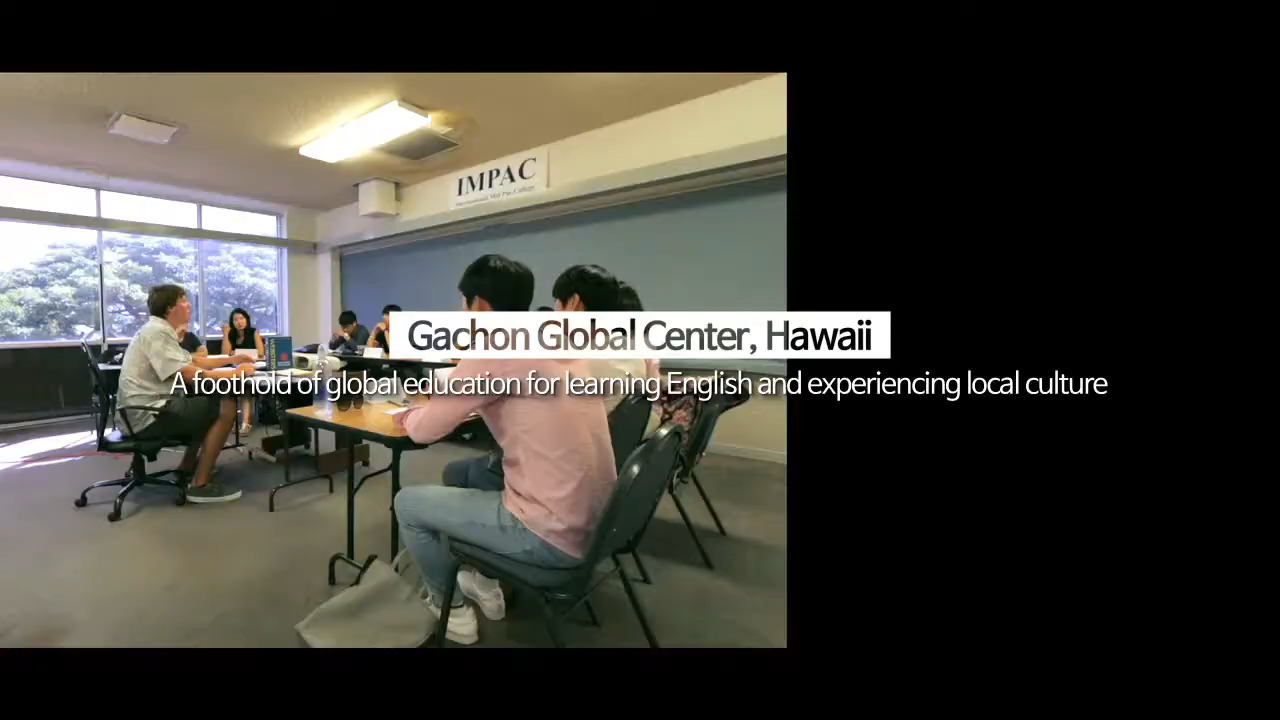 IMPAC
Gachon Global Center, Hawaii
A foothold of global education for learning English and experiencing local culture